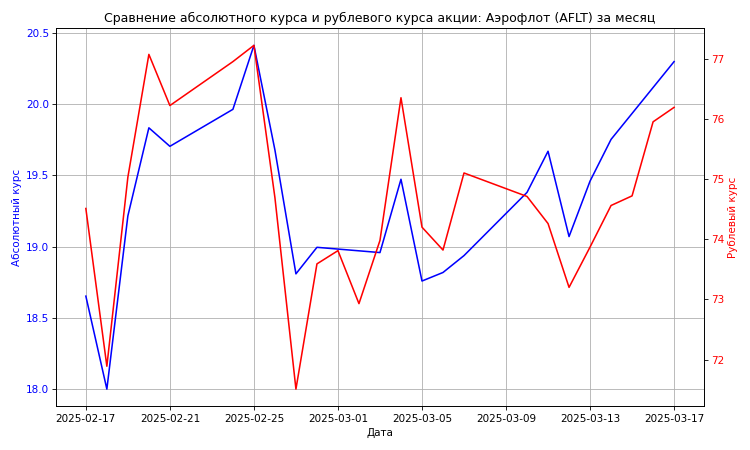 Сравнение абсолютного курса и рублевого курса акции: Аэрофлот (AFLT) за месяц
Абсолютный курс
20.5
20.0
19.5
19.0
18.5
18.0
77
76
75
74
73
72
Рублевый курс
2025-02-17 2025-02-21 2025-02-25 2025-03-01 2025-03-05 2025-03-09 2025-03-13 2025-03-17
Дата